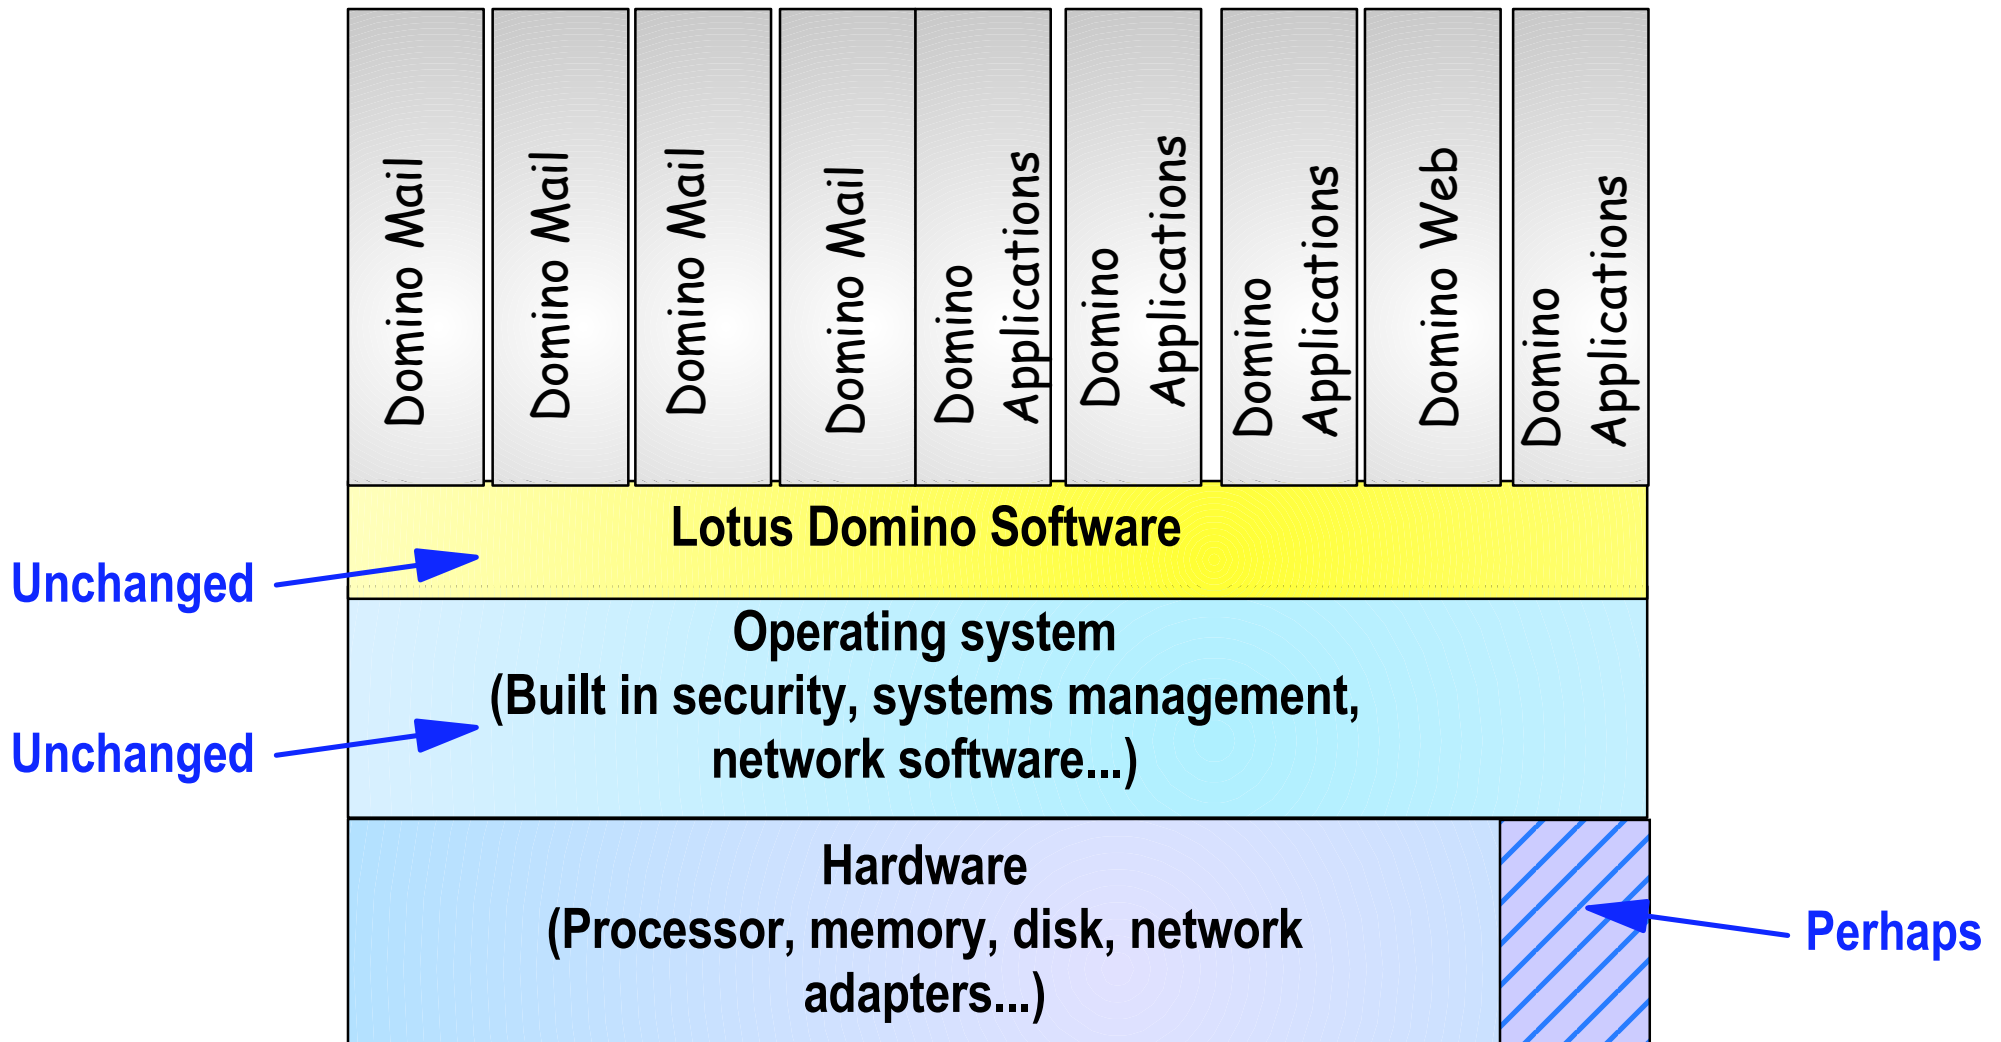 Domino Mail
Domino Mail
Domino Mail
Domino Mail
Domino
Applications
Domino
Applications
Domino
Applications
Domino Web
Domino
Applications
Lotus Domino Software
Unchanged
Operating system
(Built in security, systems management,
network software...)
Unchanged
Hardware
(Processor, memory, disk, network
adapters...)
Perhaps